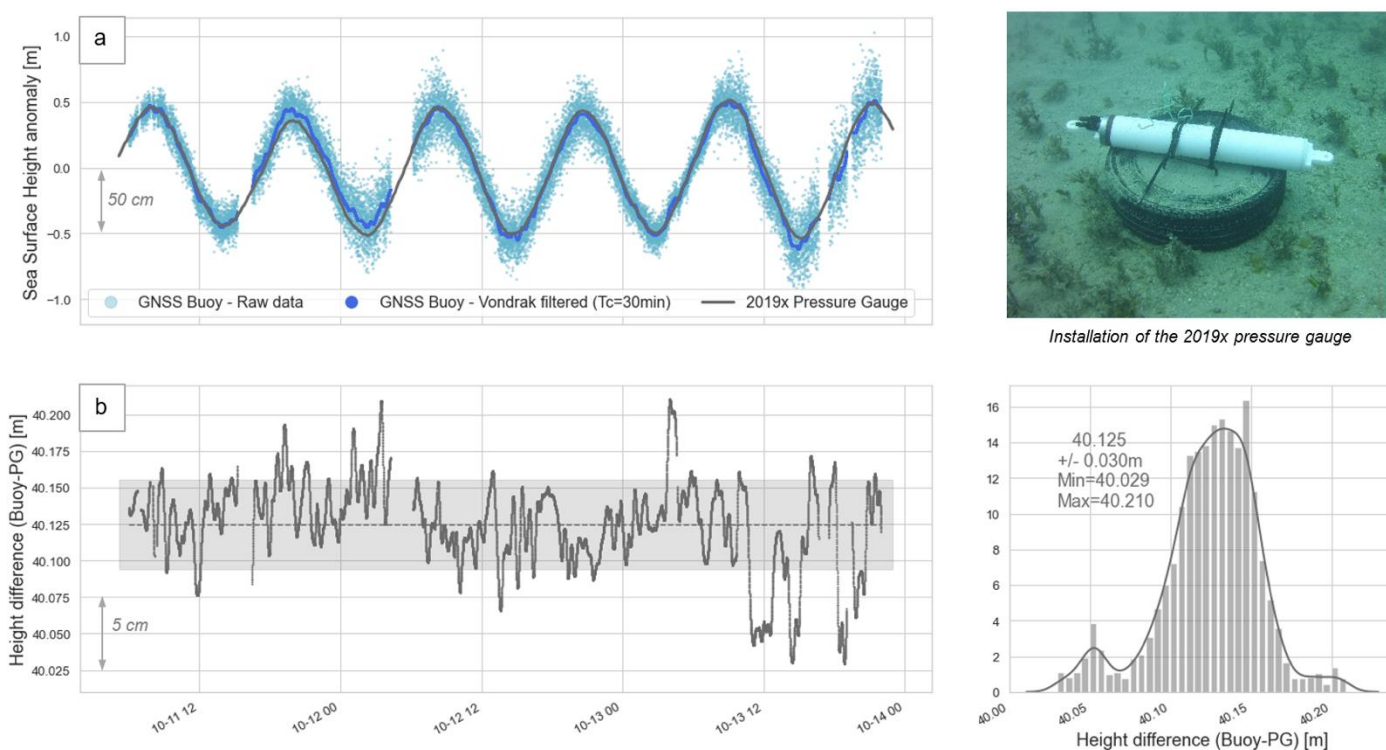 a
Sea Surface Height anomaly [m]
1.0
0.5
0.0
−0.5
−1.0
50 cm
GNSS Buoy - Raw data
GNSS Buoy - Vondrak filtered (Tc=30min)
2019x Pressure Gauge
Installation of the 2019x pressure gauge
b
Height difference (Buoy-PG) [m]
40.200
40.175
40.150
40.125
40.100
40.075
40.050
40.025
5 cm
10-11 12
10-12 00
10-12 12
10-13 00
10-13 12
10-14 00
16
14
12
10
8
6
4
2
0
40.125
+/- 0.030m
Min=40.029
Max=40.210
40.00
40.05
40.10
40.15
40.20
Height difference (Buoy-PG) [m]